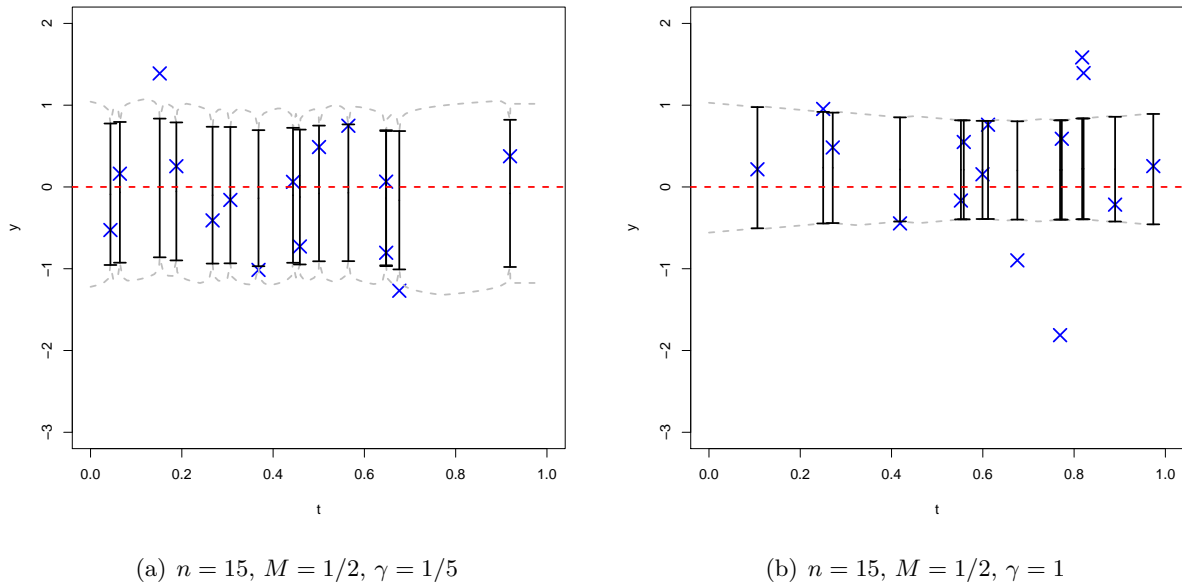 2
1
0
−1
−2
−3
y
0.0 0.2 0.4 0.6 0.8 1.0
t
(a) n = 15, M = 1/2, γ = 1/5
2
1
0
−1
−2
−3
y
0.0 0.2 0.4 0.6 0.8 1.0
t
(b) n = 15, M = 1/2, γ = 1